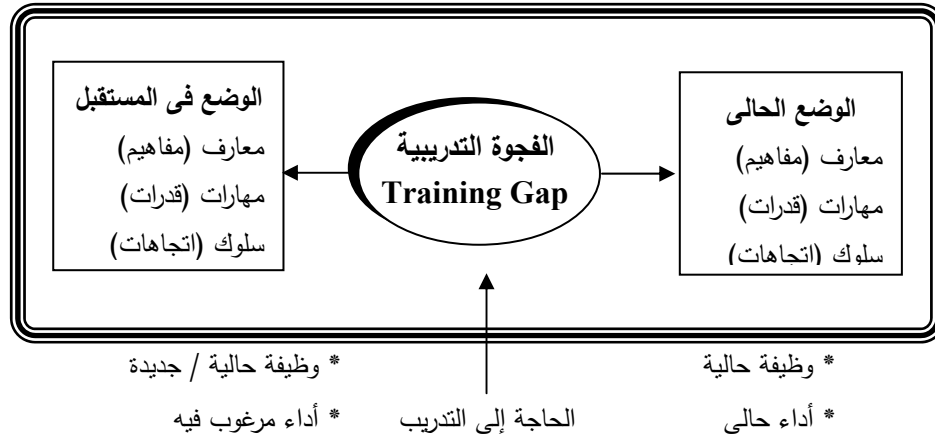 الوضع الحالى
معارف (مفاهيم)
مهارات (قدرات)
سلوك (اتجاهات)
الفجوة التدريبية
Training Gap
الوضع فى المستقبل
معارف (مفاهيم)
مهارات (قدرات)
سلوك (اتجاهات)
* وظيفة حالية
* أداء حالى
الحاجة إلى التدريب
* وظيفة حالية / جديدة
* أداء مرغوب فيه